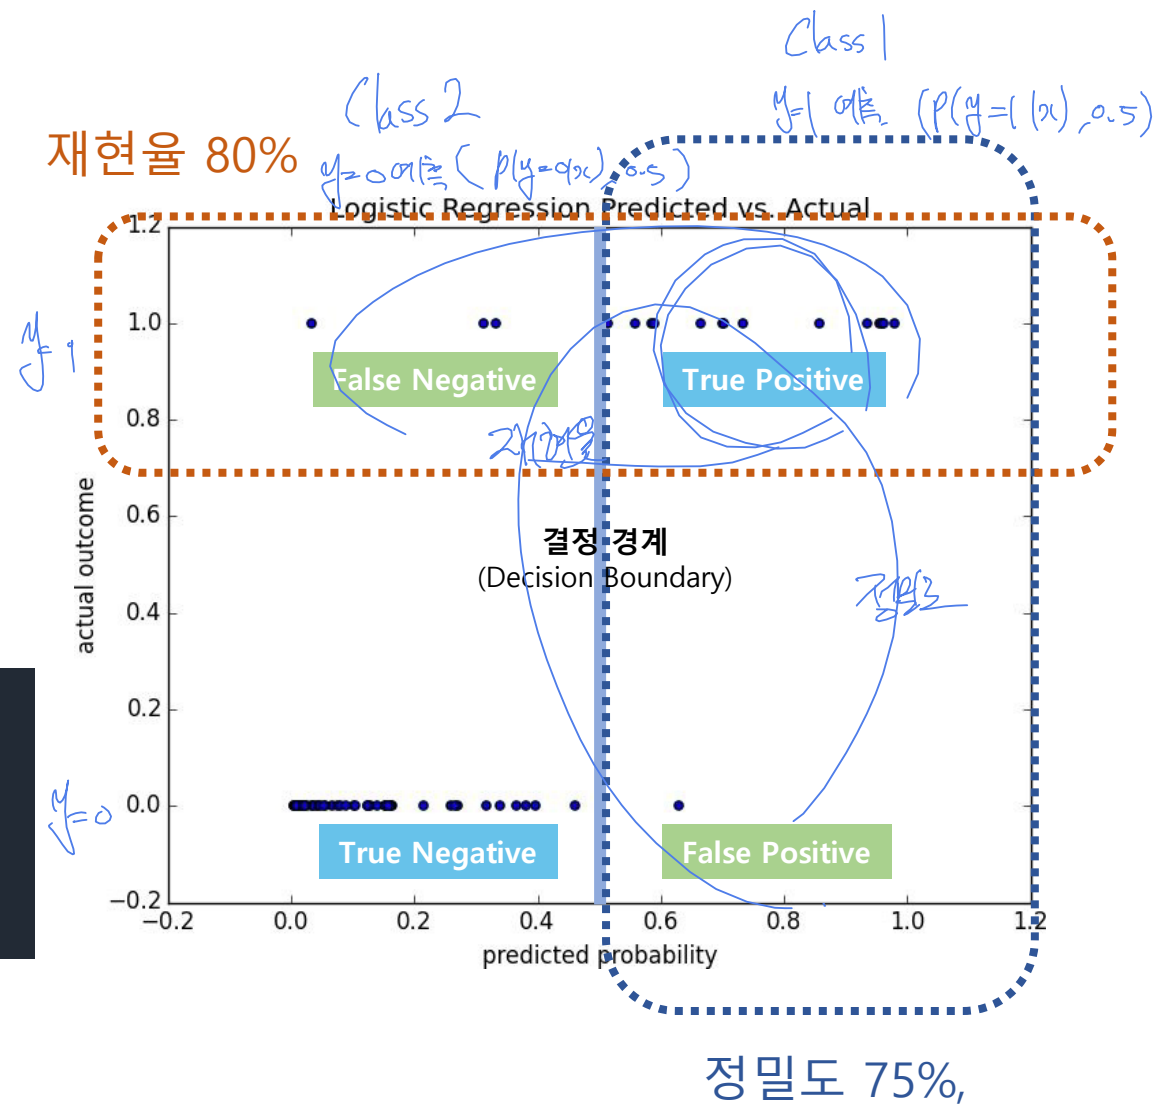 Class 1
y=1 예측 (P(y=1|x), 0.5)
Class 2
재현율 80%
y=0 예측 ( P(y=0|x), 0.5 )
Logistic Regression Predicted vs. Actual
1.2
1.0
y=1
False Negative
True Positive
0.8
재현율
0.6
결정 경계
(Decision Boundary)
정밀도
actual outcome
0.4
0.2
0.0
y=0
True Negative
False Positive
−0.2
−0.2 0.0 0.2 0.4 0.6 0.8 1.0 1.2
predicted probability
정밀도 75%,